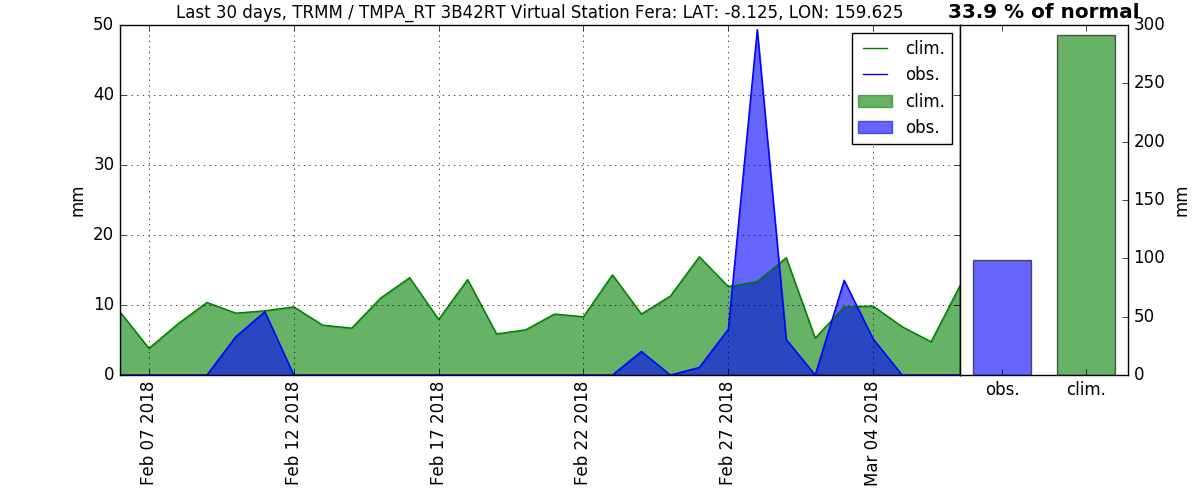 Last 30 days, TRMM / TMPA_RT 3B42RT Virtual Station Fera: LAT: -8.125, LON: 159.625
33.9 % of normal
50
40
30
20
10
0
mm
clim.
obs.
clim.
obs.
Feb 07 2018
Feb 12 2018
Feb 17 2018
Feb 22 2018
Feb 27 2018
Mar 04 2018
300
250
200
150
100
50
0
mm
obs.
clim.